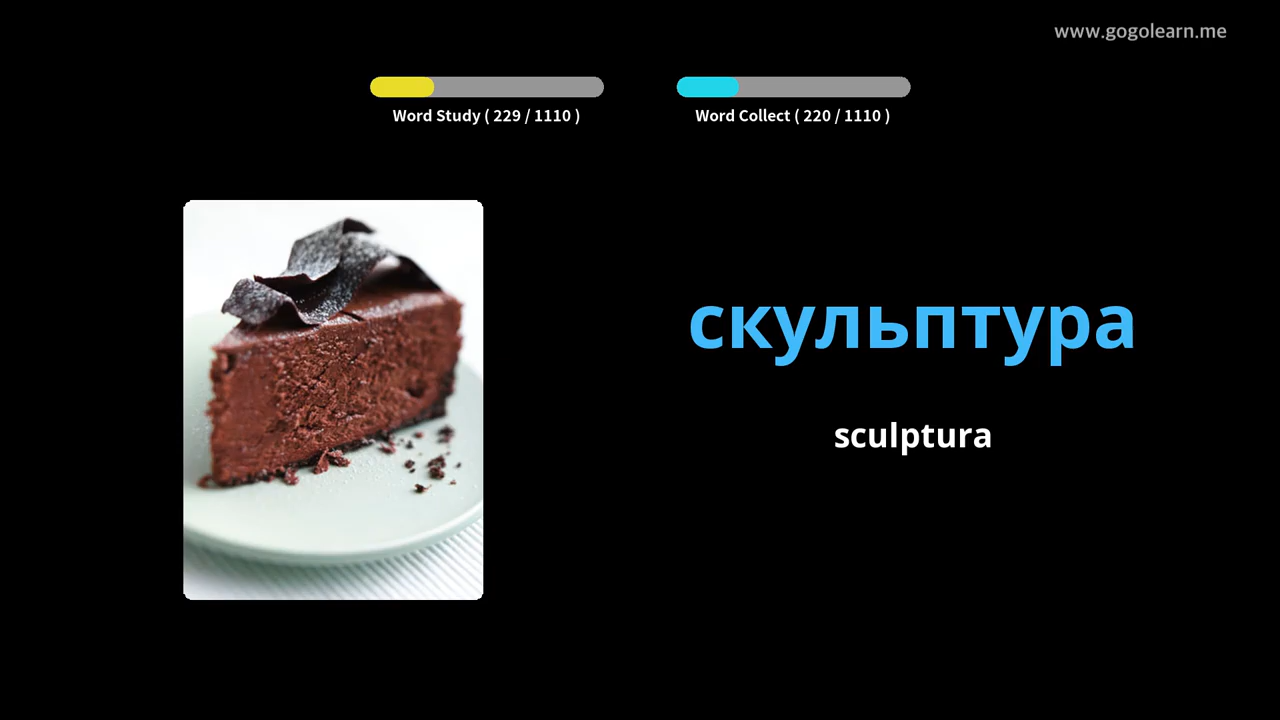 www.gogolearn.me
Word Study ( 229 / 1110 )
Word Collect ( 220 / 1110 )
скульптура
sculptura